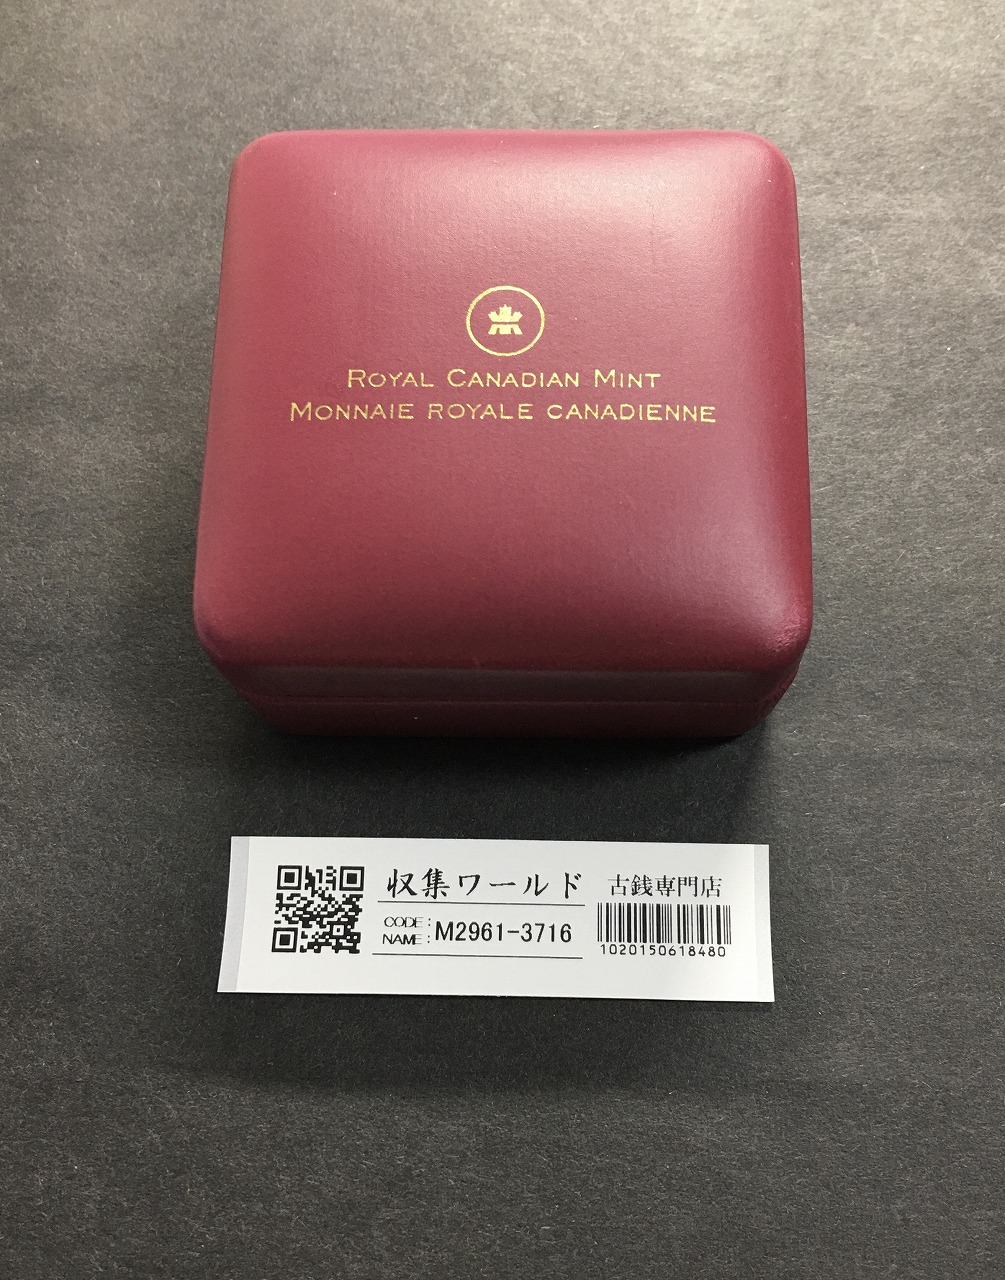 ROYAL CANADIAN MINT
MONNAIE ROYALE CANADIENNE
収集ワールド
古銭専門店
CODE:
NAME: M2961-3716
1020150618480